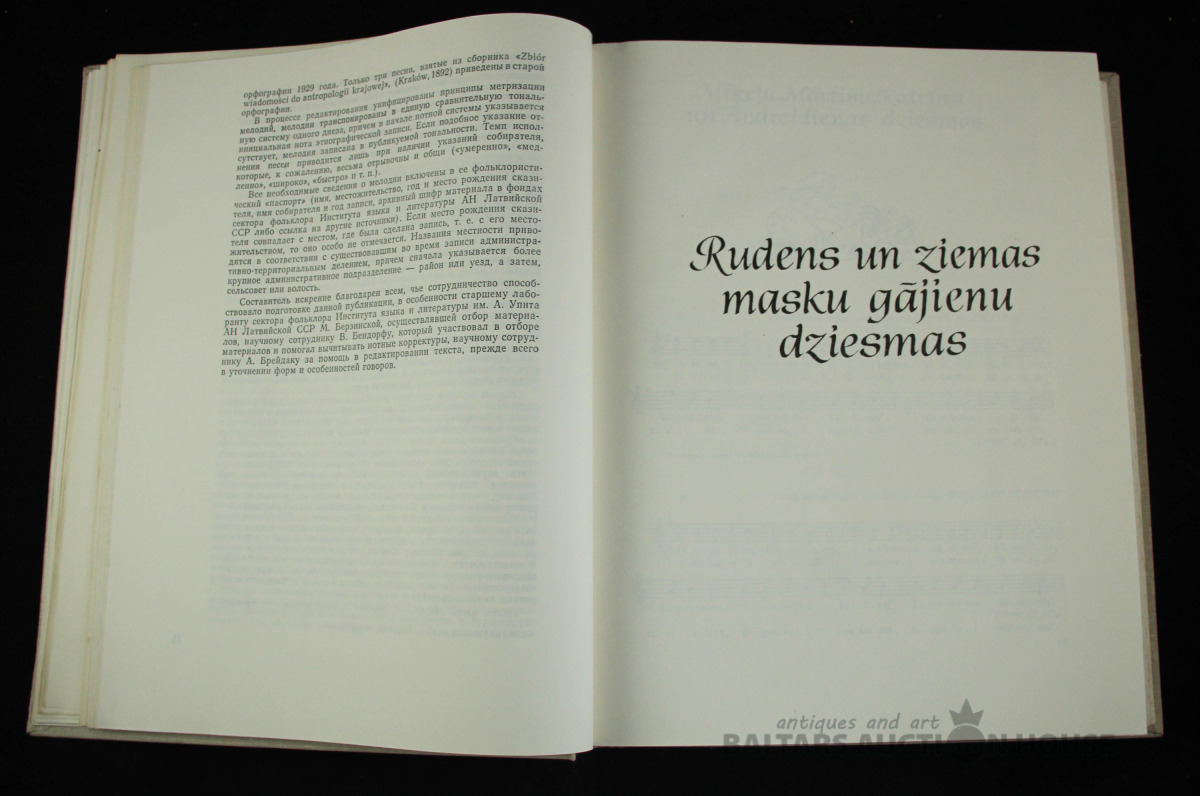 орфографии 1929 года. Только три песни, взятые из сборника «Zbiór
wiadomości do antropologii krajowej», (Kraków, 1892) приведены в старой
орфографии.
В процессе редактирования унифицированы принципы метризации
мелодий, мелодии транспонированы в единую сравнительную тональ-
ную систему одного диеза, причем в начале нотной системы указывается
инициальная нота этнографической записи. Если подобное указание от-
сутствует, мелодия записана в публикуемой тональности. Темп испол-
нения песен приводится лишь при наличии указаний собирателя,
которые, к сожалению, весьма отрывочны и общи («умеренно», «мед-
ленно», «широко», «быстро» и т. п.).
Все необходимые сведения о мелодии включены в ее фольклористи-
ческий «паспорт» (имя, местожительство, год и место рождения скази-
теля, имя собирателя и год записи, архивный шифр материала в фондах
сектора фольклора Института языка и литературы АН Латвийской
ССР либо ссылка на другие источники). Если место рождения скази-
теля совпадает с местом, где была сделана запись, т. е. с его место-
жительством, то оно особо не отмечается. Названия местности приво-
дятся в соответствии с существовавшим во время записи администра-
тивно-территориальным делением, причем сначала указывается более
крупное административное подразделение — район или уезд, а затем,
сельсовет или волость.
Составитель искренне благодарен всем, чье сотрудничество способ-
ствовало подготовке данной публикации, в особенности старшему лабо-
ранту сектора фольклора Института языка и литературы им. А. Упита
АН Латвийской ССР М. Берзинской, осуществлявшей отбор материа-
лов, научному сотруднику В. Бендорфу, который участвовал в отборе
материалов и помогал вычитывать нотные корректуры, научному сотруд-
нику А. Брейдаку за помощь в редактировании текста, прежде всего
в уточнении форм и особенностей говоров.
Rudens un ziemas
masku gājienu
dziesmas
antiques and art
BALTARS AUCTION HOUSE